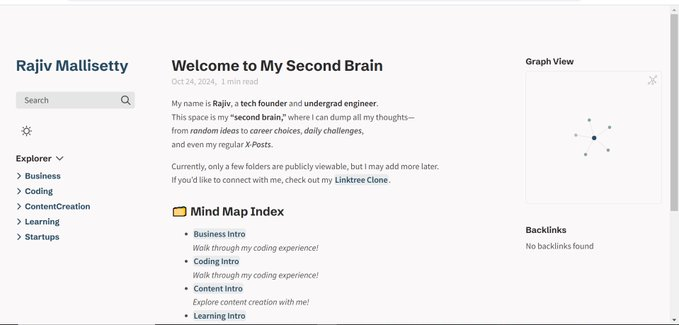 Rajiv Mallisetty
Search
Explorer
Business
Coding
ContentCreation
Learning
Startups
Welcome to My Second Brain
Oct 24, 2024, 1 min read
My name is Rajiv, a tech founder and undergrad engineer.
This space is my “second brain,” where I can dump all my thoughts—
from random ideas to career choices, daily challenges,
and even my regular X-Posts.
Currently, only a few folders are publicly viewable, but I may add more later.
If you'd like to connect with me, check out my Linktree Clone.
📁 Mind Map Index
• Business Intro
Walk through my coding experience!
• Coding Intro
Walk through my coding experience!
• Content Intro
Explore content creation with me!
• Learning Intro
Graph View
Backlinks
No backlinks found